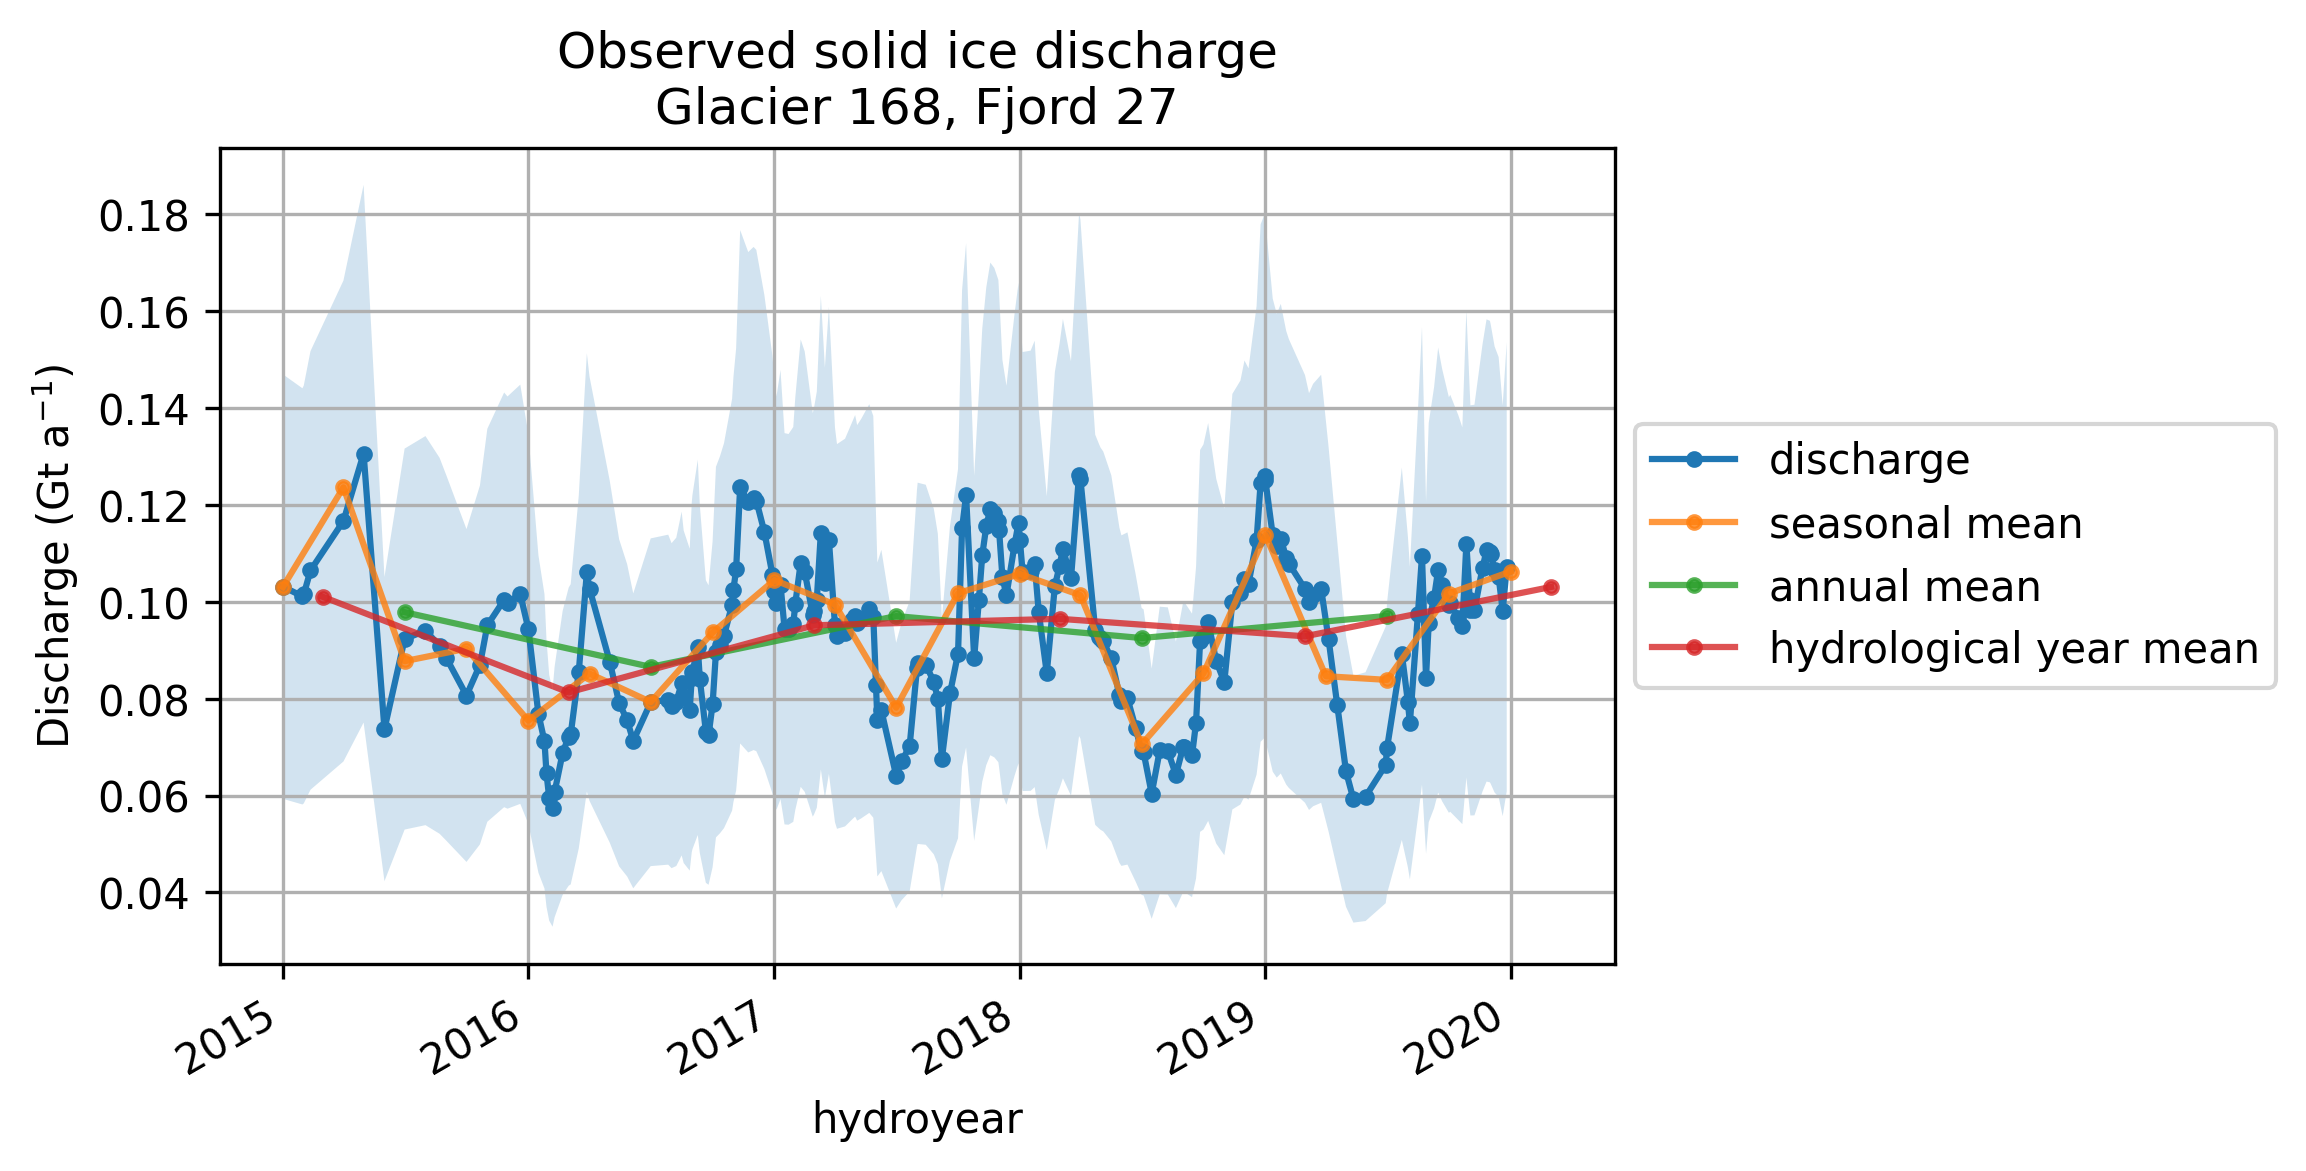 Observed solid ice discharge
Glacier 168, Fjord 27
Discharge (Gt a⁻¹)
0.18
0.16
0.14
0.12
0.10
0.08
0.06
0.04
2015
2016
2017
2018
2019
2020
hydroyear
discharge
seasonal mean
annual mean
hydrological year mean